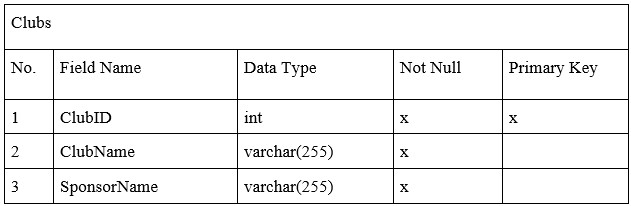 Clubs
No. Field Name Data Type Not Null Primary Key
1 ClubID int x x
2 ClubName varchar(255) x
3 SponsorName varchar(255) x